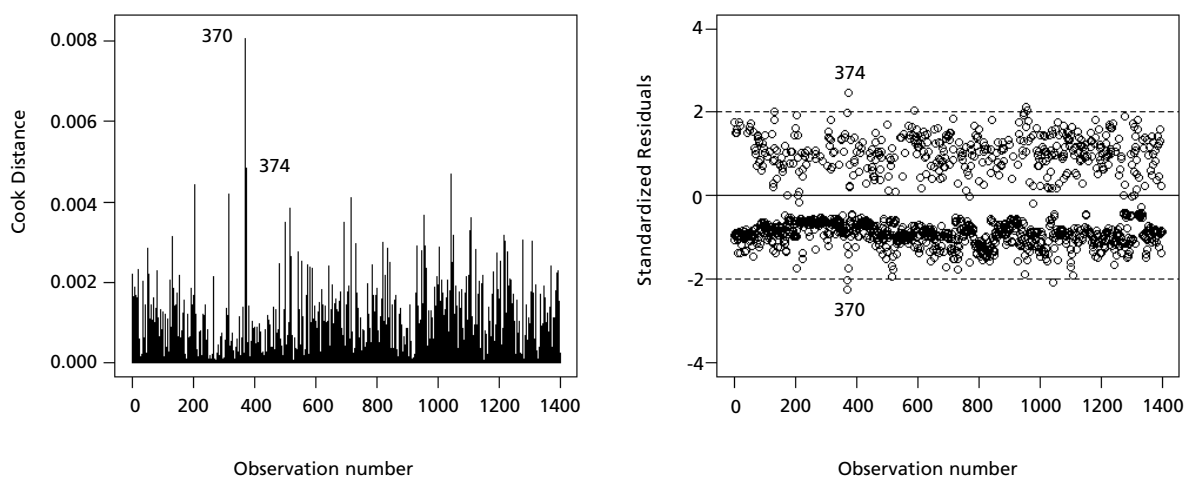 0.008
0.006
0.004
0.002
0.000
Cook Distance
370
374
0 200 400 600 800 1000 1200 1400
Observation number
4
2
0
-2
-4
Standardized Residuals
374
370
0 200 400 600 800 1000 1200 1400
Observation number